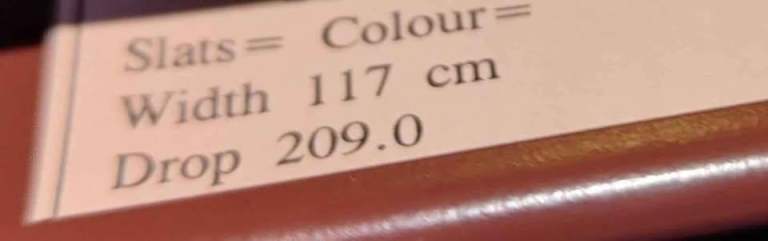 Slats= Colour=
Width 117 cm
Drop 209.0